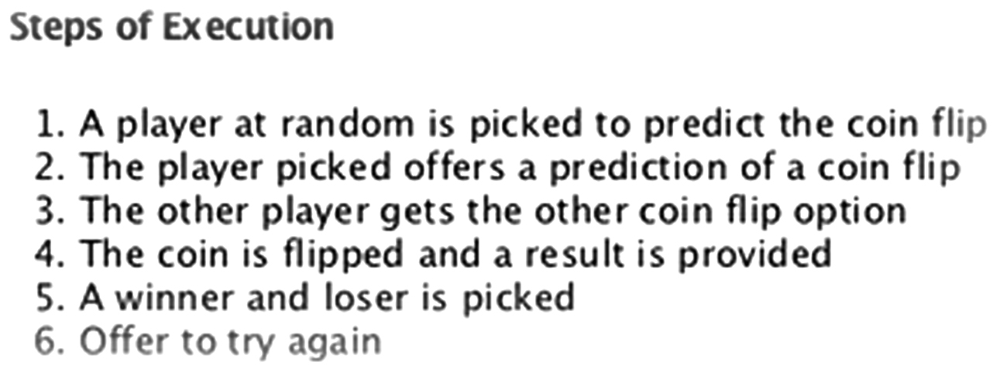 Steps of Execution
1. A player at random is picked to predict the coin flip
2. The player picked offers a prediction of a coin flip
3. The other player gets the other coin flip option
4. The coin is flipped and a result is provided
5. A winner and loser is picked
6. Offer to try again